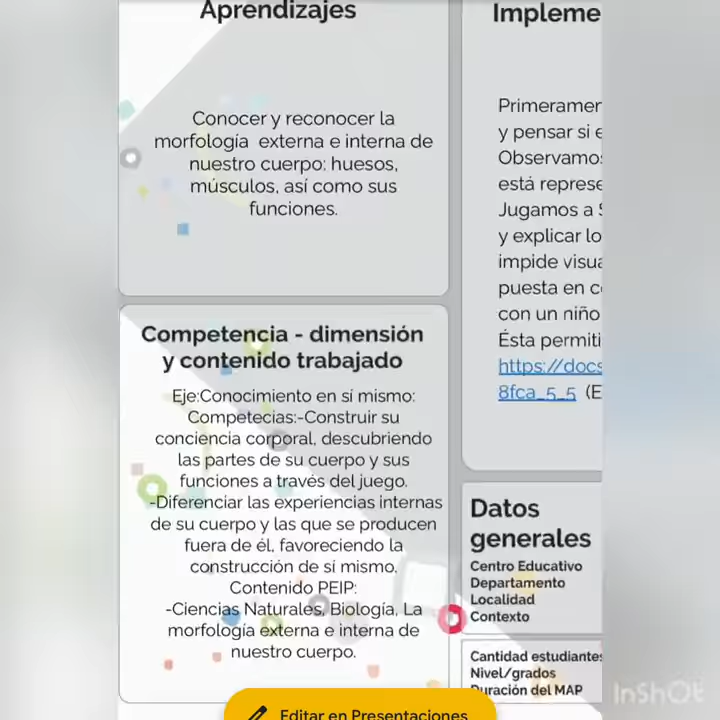 Aprendizajes
Conocer y reconocer la
morfología externa e interna de
nuestro cuerpo: huesos,
músculos, así como sus
funciones.
Competencia - dimensión
y contenido trabajado
Eje:Conocimiento en sí mismo:
Competecias:-Construir su
conciencia corporal, descubriendo
las partes de su cuerpo y sus
funciones a través del juego.
-Diferenciar las experiencias internas
de su cuerpo y las que se producen
fuera de él, favoreciendo la
construcción de sí mismo.
Contenido PEIP:
-Ciencias Naturales, Biología, La
morfología externa e interna de
nuestro cuerpo.
Impleme
Primeramer
y pensar si e
Observamos
está represe
Jugamos a S
y explicar lo
impide visua
puesta en c
con un niño
Ésta permiti
https://docs
8fca_5_5 (E
Datos
generales
Centro Educativo
Departamento
Localidad
Contexto
Cantidad estudiantes
Nivel/grados
Duración del MAP
Editar en Presentaciones
InShOt